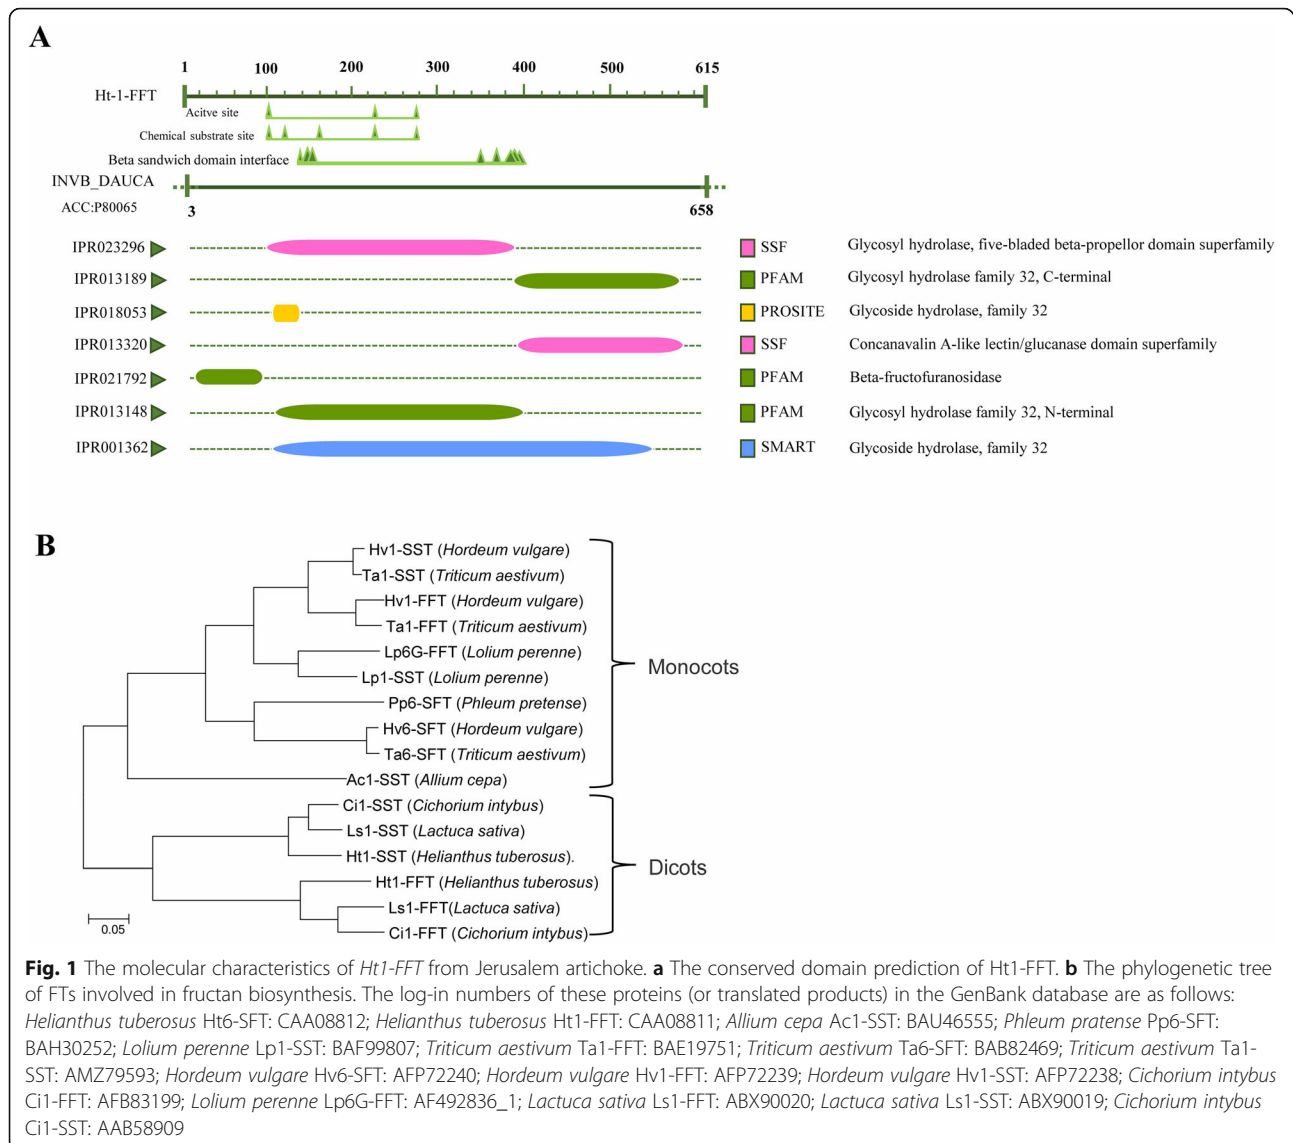 A
1 100 200 300 400 500 615
Ht-1-FFT
Acitve site
Chemical substrate site
Beta sandwich domain interface
INVB_DAUCA
ACC:P80065 3 658
IPR023296 SSF Glycosyl hydrolase, five-bladed beta-propellor domain superfamily
IPR013189 PFAM Glycosyl hydrolase family 32, C-terminal
IPR018053 PROSITE Glycoside hydrolase, family 32
IPR013320 SSF Concanavalin A-like lectin/glucanase domain superfamily
IPR021792 PFAM Beta-fructofuranosidase
IPR013148 PFAM Glycosyl hydrolase family 32, N-terminal
IPR001362 SMART Glycoside hydrolase, family 32
B
Hv1-SST (Hordeum vulgare)
Ta1-SST (Triticum aestivum)
Hv1-FFT (Hordeum vulgare)
Ta1-FFT (Triticum aestivum)
Lp6G-FFT (Lolium perenne)
Lp1-SST (Lolium perenne)
Pp6-SFT (Phleum pretense)
Hv6-SFT (Hordeum vulgare)
Ta6-SFT (Triticum aestivum)
Ac1-SST (Allium cepa)
Monocots
Ci1-SST (Cichorium intybus)
Ls1-SST (Lactuca sativa)
Ht1-SST (Helianthus tuberosus).
Ht1-FFT (Helianthus tuberosus)
Ls1-FFT(Lactuca sativa)
Ci1-FFT (Cichorium intybus)
Dicots
0.05
Fig. 1 The molecular characteristics of Ht1-FFT from Jerusalem artichoke. a The conserved domain prediction of Ht1-FFT. b The phylogenetic tree
of FTs involved in fructan biosynthesis. The log-in numbers of these proteins (or translated products) in the GenBank database are as follows:
Helianthus tuberosus Ht6-SFT: CAA08812; Helianthus tuberosus Ht1-FFT: CAA08811; Allium cepa Ac1-SST: BAU46555; Phleum pratense Pp6-SFT:
BAH30252; Lolium perenne Lp1-SST: BAF99807; Triticum aestivum Ta1-FFT: BAE19751; Triticum aestivum Ta6-SFT: BAB82469; Triticum aestivum Ta1-
SST: AMZ79593; Hordeum vulgare Hv6-SFT: AFP72240; Hordeum vulgare Hv1-FFT: AFP72239; Hordeum vulgare Hv1-SST: AFP72238; Cichorium intybus
Ci1-FFT: AFB83199; Lolium perenne Lp6G-FFT: AF492836_1; Lactuca sativa Ls1-FFT: ABX90020; Lactuca sativa Ls1-SST: ABX90019; Cichorium intybus
Ci1-SST: AAB58909